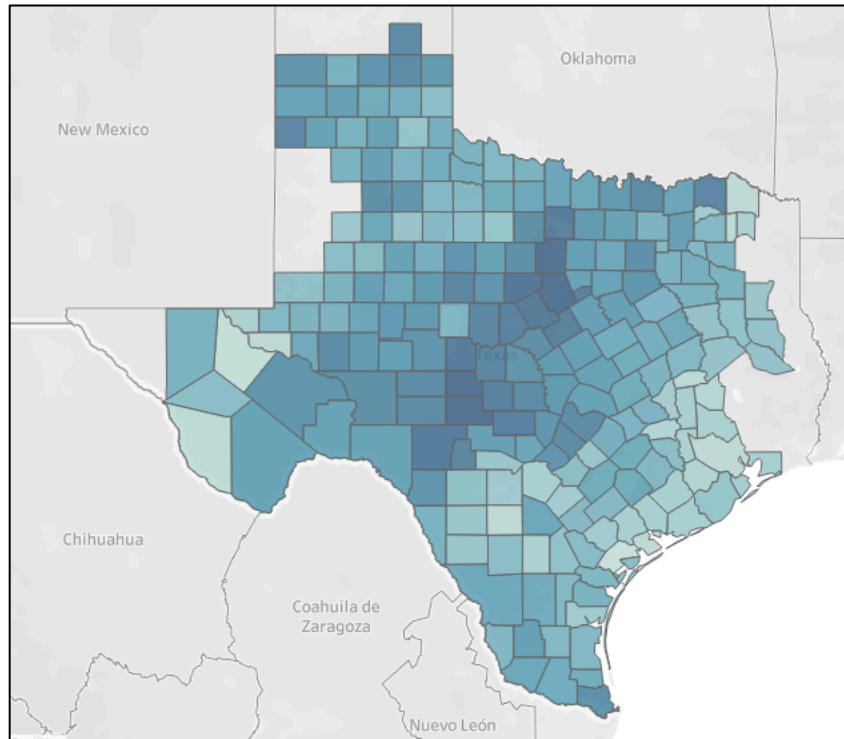 Oklahoma
New Mexico
Texas
Chihuahua
Coahuila de
Zaragoza
Nuevo León